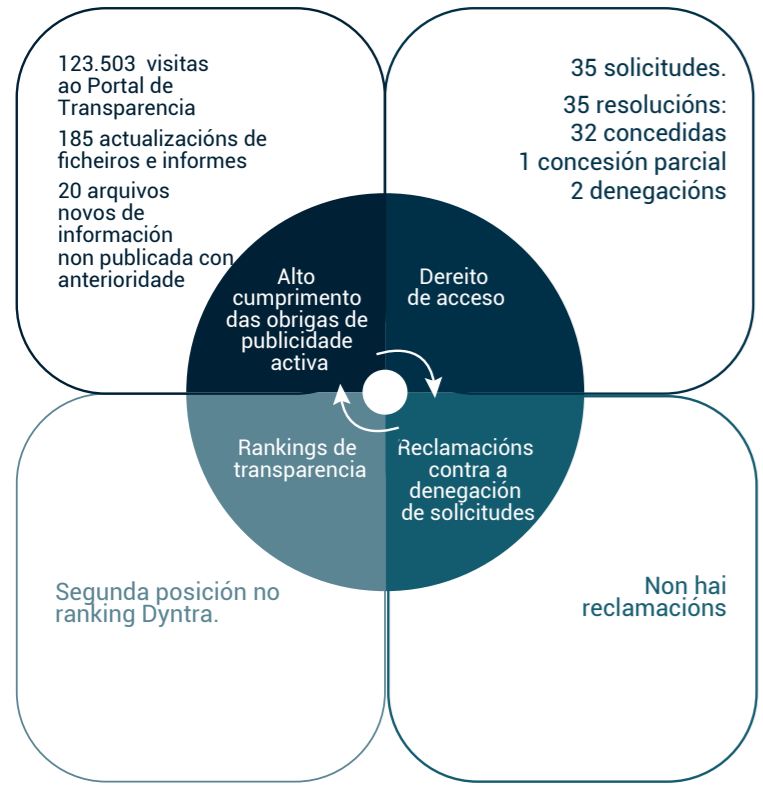 123.503 visitas
ao Portal de
Transparencia
185 actualizacións de
ficheiros e informes
20 arquivos
novos de
información
non publicada con
anterioridade
35 solicitudes.
35 resolucións:
32 concedidas
1 concesión parcial
2 denegacións
Alto
cumprimento
das obrigas de
publicidade
activa
Dereito
de acceso
Rankings de
transparencia
Reclamacións
contra a
denegación
de solicitudes
Segunda posición no
ranking Dyntra.
Non hai
reclamacións